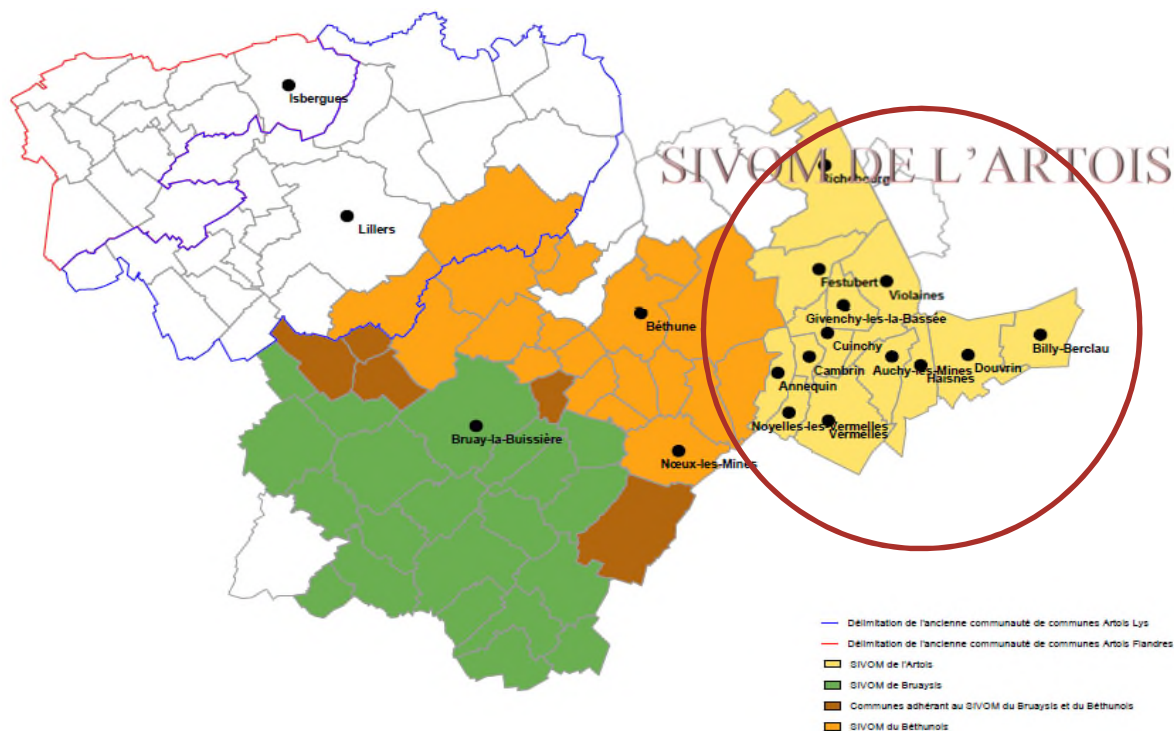 Isbergues
SIVOM DE L'ARTOIS
Richebourg
Lillers
Festubert
Violaines
Givenchy-les-la-Bassée
Béthune
Cuinchy
Billy-Berclau
Cambrin
Auchy-les-Mines
Douvrin
Haisnes
Annequin
Noyelles-les-Vermelles
Vermelles
Bruay-la-Buissière
Nœux-les-Mines
Délimitation de l'ancienne communauté de communes Artois Lys
Délimitation de l'ancienne communauté de communes Artois Flandres
SIVOM de l'Artois
SIVOM de Bruaysis
Communes adhérant au SIVOM du Bruaysis et du Béthunois
SIVOM du Béthunois